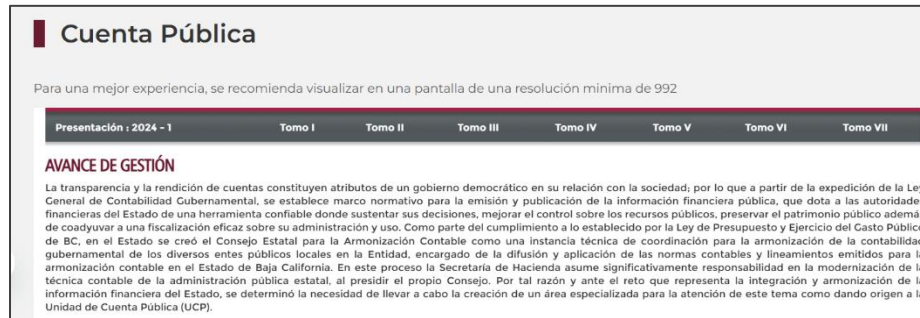 Cuenta Pública
Para una mejor experiencia, se recomienda visualizar en una pantalla de una resolución minima de 992
Presentación : 2024 - 1 Tomo I Tomo II Tomo III Tomo IV Tomo V Tomo VI Tomo VII
AVANCE DE GESTIÓN
La transparencia y la rendición de cuentas constituyen atributos de un gobierno democrático en su relación con la sociedad; por lo que a partir de la expedición de la Ley
General de Contabilidad Gubernamental, se establece marco normativo para la emisión y publicación de la información financiera pública, que dota a las autoridade
financieras del Estado de una herramienta confiable donde sustentar sus decisiones, mejorar el control sobre los recursos públicos, preservar el patrimonio público ademá
de coadyuvar a una fiscalización eficaz sobre su administración y uso. Como parte del cumplimiento a lo establecido por la Ley de Presupuesto y Ejercicio del Gasto Público
de BC, en el Estado se creó el Consejo Estatal para la Armonización Contable como una instancia técnica de coordinación para la armonización de la contabilidad
gubernamental de los diversos entes públicos locales en la Entidad, encargado de la difusión y aplicación de las normas contables y lineamientos emitidos para la
armonización contable en el Estado de Baja California. En este proceso la Secretaría de Hacienda asume significativamente responsabilidad en la modernización de la
técnica contable de la administración pública estatal, al presidir el propio Consejo. Por tal razón y ante el reto que representa la integración y armonización de la
información financiera del Estado, se determinó la necesidad de llevar a cabo la creación de un área especializada para la atención de este tema como dando origen a la
Unidad de Cuenta Pública (UCP).